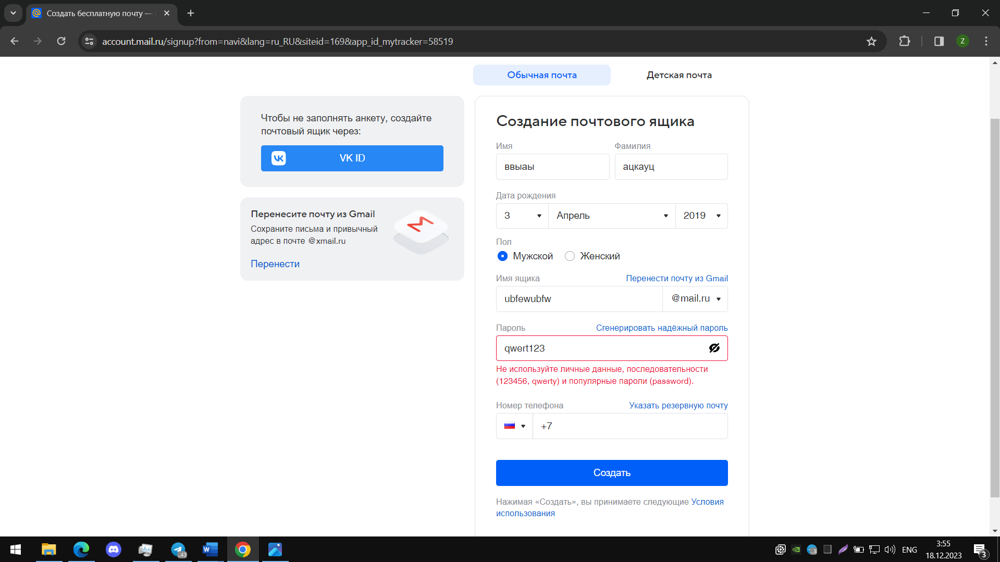 Создать бесплатную почту —
account.mail.ru/signup?from=navi&lang=ru_RU&siteid=169&app_id_mytracker=58519
Z
Обычная почта
Детская почта
Чтобы не заполнять анкету, создайте
почтовый ящик через:
VK ID
Перенесите почту из Gmail
Сохраните письма и привычный
адрес в почте @xmail.ru
Перенести
Создание почтового ящика
Имя
Фамилия
ввыаы
ацкауц
Дата рождения
3
Апрель
2019
Пол
Мужской
Женский
Имя ящика
Перенести почту из Gmail
ubfewubfw
@mail.ru
Пароль
Сгенерировать надёжный пароль
qwert123
Не используйте личные данные, последовательности
(123456, qwerty) и популярные пароли (password).
Номер телефона
Указать резервную почту
+7
Создать
Нажимая «Создать», вы принимаете следующие Условия
использования
ENG
3:55
18.12.2023
3